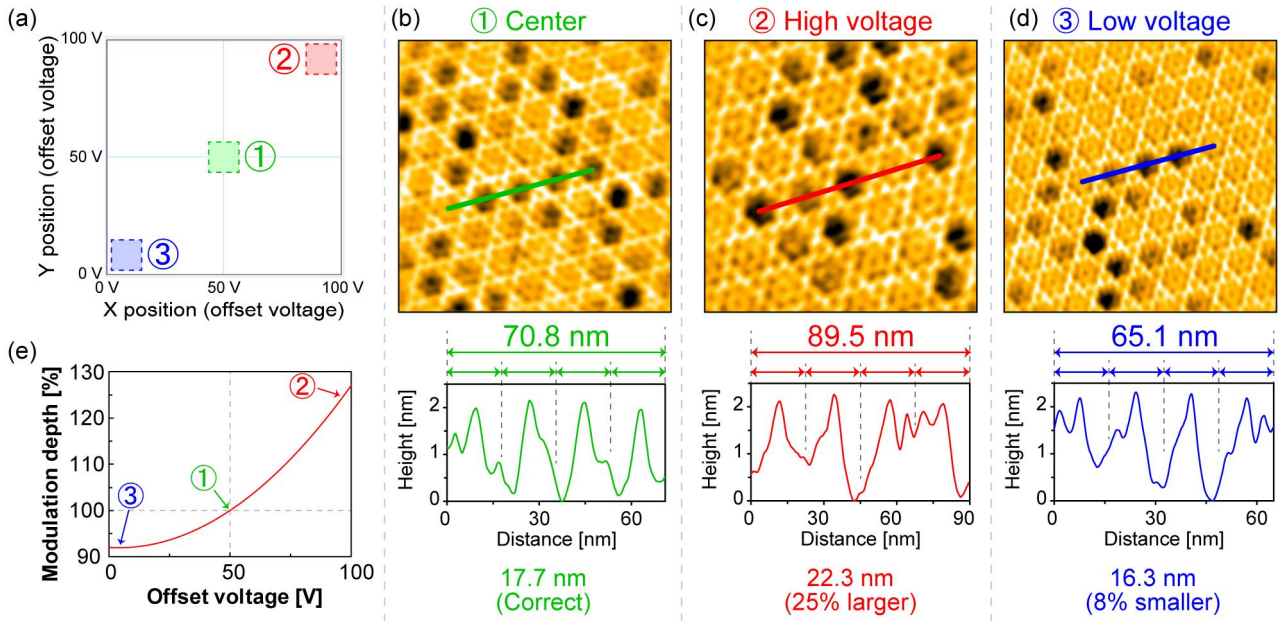 (a)
100 V
50 V
0 V
0 V
50 V
100 V
Y position (offset voltage)
X position (offset voltage)
②
①
③
(b)
① Center
70.8 nm
Height [nm]
2
1
0
0
30
60
Distance [nm]
17.7 nm
(Correct)
(c)
② High voltage
89.5 nm
Height [nm]
2
1
0
0
30
60
90
Distance [nm]
22.3 nm
(25% larger)
(d)
③ Low voltage
65.1 nm
Height [nm]
2
1
0
0
30
60
Distance [nm]
16.3 nm
(8% smaller)
(e)
Modulation depth [%]
130
120
110
100
90
②
①
③
0
50
100
Offset voltage [V]